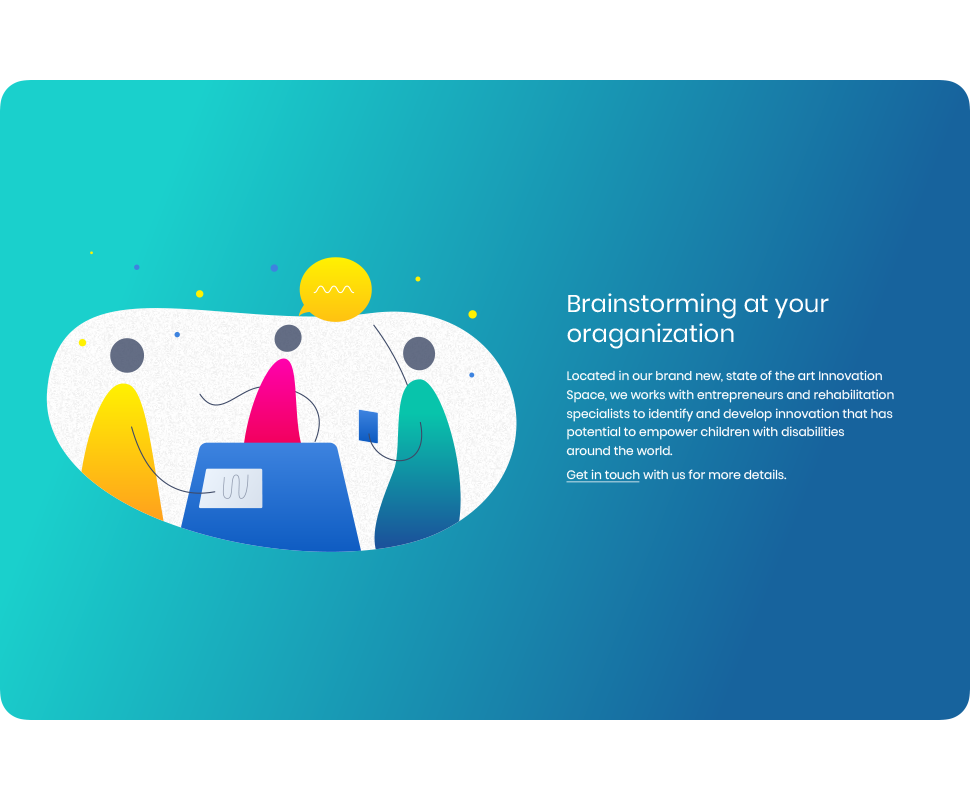 Brainstorming at your
oraganization
Located in our brand new, state of the art Innovation
Space, we works with entrepreneurs and rehabilitation
specialists to identify and develop innovation that has
potential to empower children with disabilities
around the world.
Get in touch with us for more details.